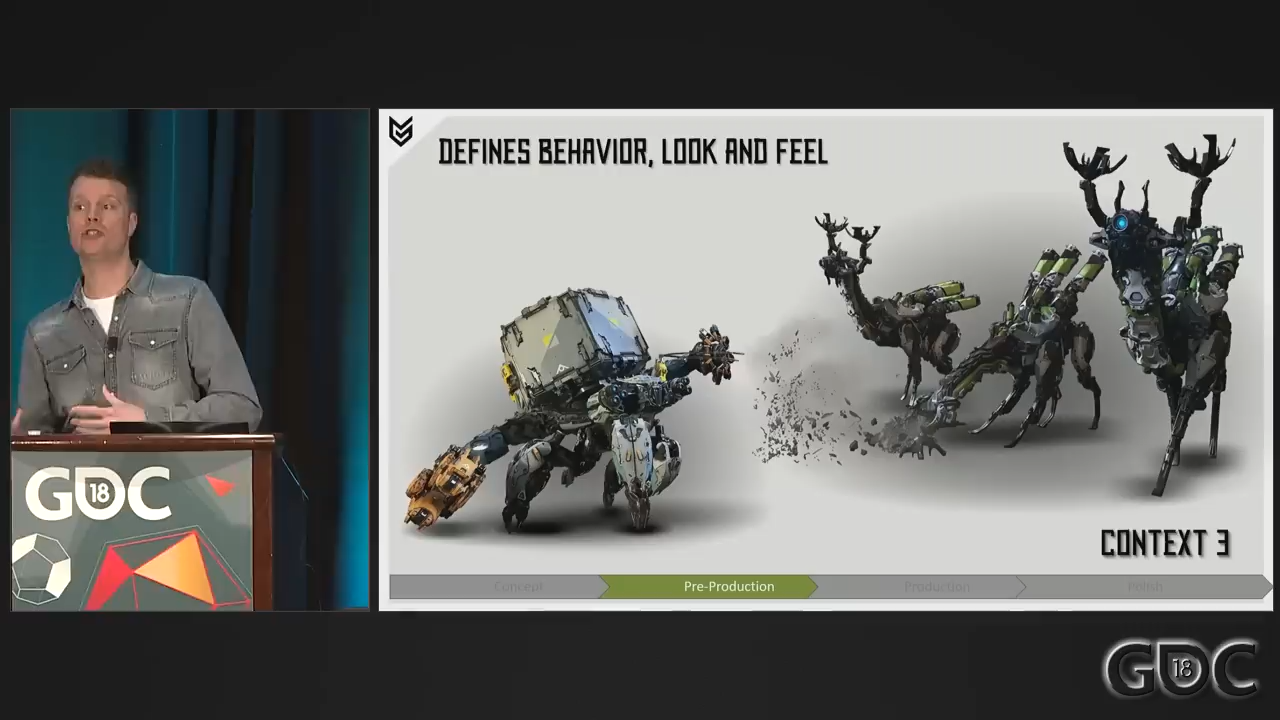 DEFINES BEHAVIOR, LOOK AND FEEL
CONTEXT 3
Concept
Pre-Production
Production
Polish
GDC
18
GDC
18